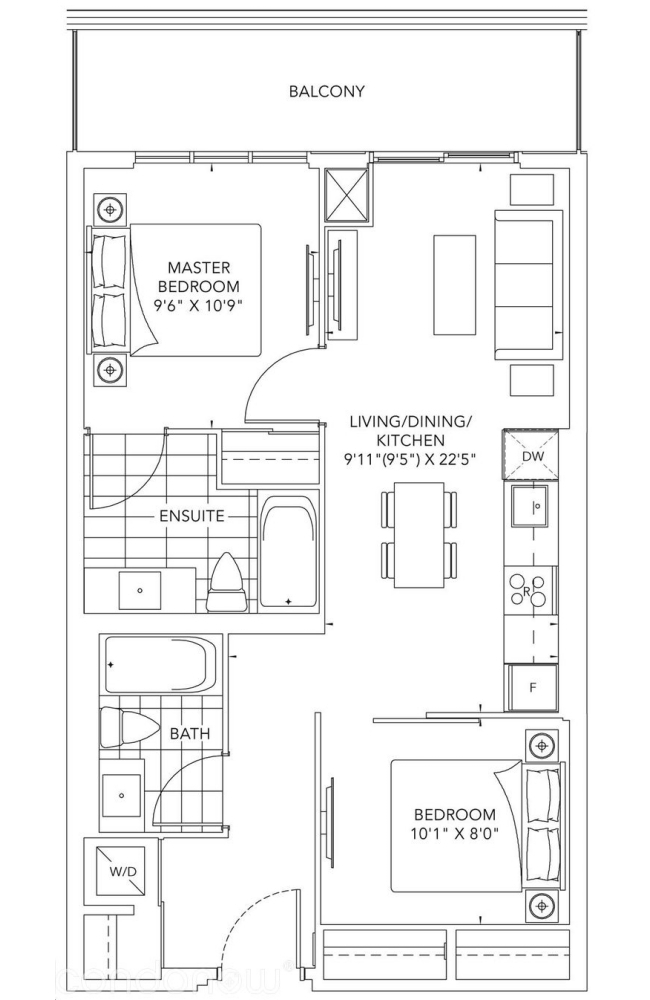 BALCONY
MASTER
BEDROOM
9'6" X 10'9"
LIVING/DINING/
KITCHEN
9'11"(9'5") X 22'5"
DW
ENSUITE
R
F
BATH
BEDROOM
10'1" X 8'0"
W/D